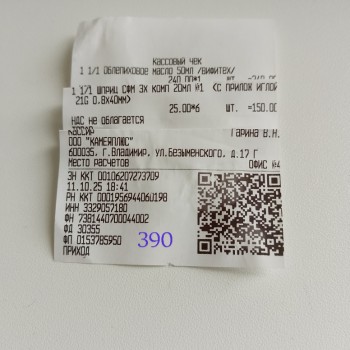 Кассовый чек
1 1/1 Облепиховое масло 50мл /Вифитех/
1 1/1 Шприц СФМ 3х комп 20мл №1 (с прилож иглой
21G 0.8х40мм)
25.00*6 ШТ. =150.00
НДС не облагается
Кассир Гарина В.Н.
ООО "КАМЕЯПЛЮС"
600035, г.Владимир, ул.Безыменского, д.17 Г
Место расчетов ОФИС №4
ЗН ККТ 00106207273709
11.10.25 18:41
РН ККТ 0001956944060198
ИНН 3329057180
ФН 7381440700044002
ФД 30355
ФП 0153785950
ПРИХОД
390